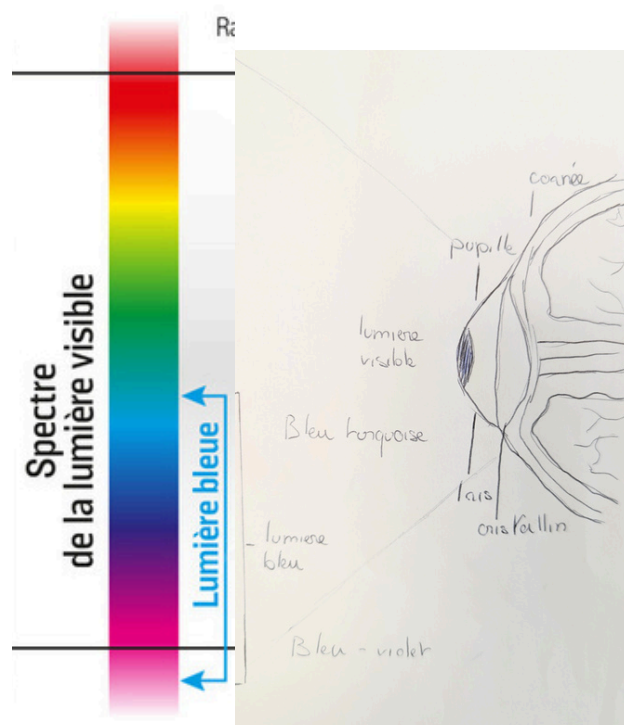 Ra
Spectre
de la lumière visible
Lumière bleue
cornée
pupille
lumière
visible
Bleu turquoise
Iris
cristallin
lumière
bleu
Bleu - violet